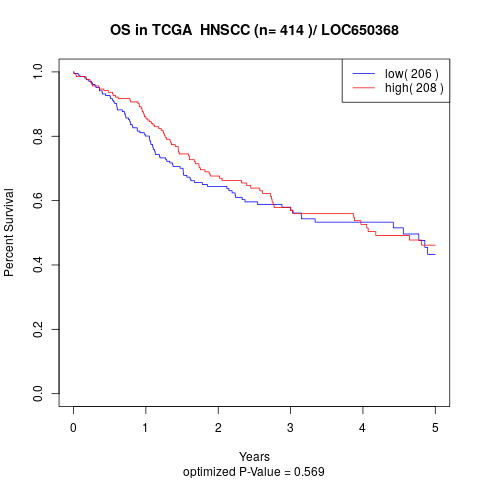 OS in TCGA  HNSCC (n= 414 )/ LOC650368
low( 206 )
high( 208 )
Percent Survival
1.0
0.8
0.6
0.4
0.2
0.0
0 1 2 3 4 5
Years
optimized P-Value = 0.569